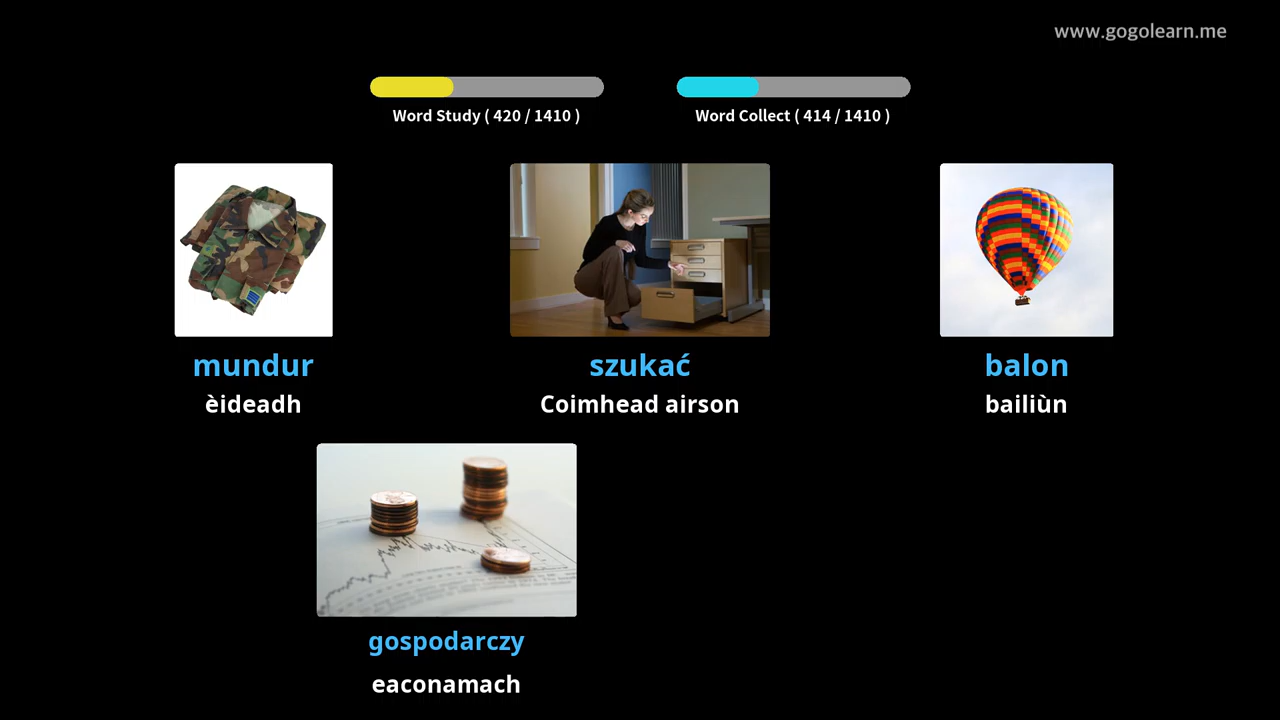 www.gogolearn.me
Word Study ( 420 / 1410 )
Word Collect ( 414 / 1410 )
mundur
èideadh
szukać
Coimhead airson
balon
bailiùn
gospodarczy
eaconamach